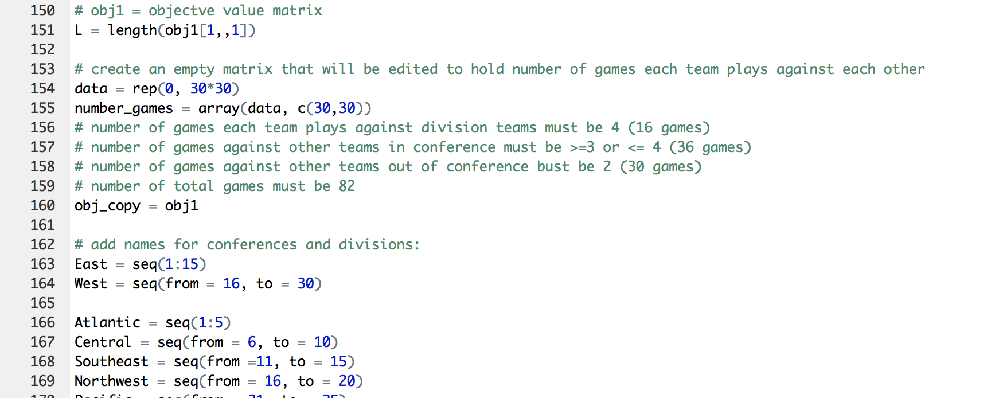 150 # obj1 = objectve value matrix
151 L = length(obj1[1,,1])
152
153 # create an empty matrix that will be edited to hold number of games each team plays against each other
154 data = rep(0, 30*30)
155 number_games = array(data, c(30,30))
156 # number of games each team plays against division teams must be 4 (16 games)
157 # number of games against other teams in conference must be >=3 or <= 4 (36 games)
158 # number of games against other teams out of conference bust be 2 (30 games)
159 # number of total games must be 82
160 obj_copy = obj1
161
162 # add names for conferences and divisions:
163 East = seq(1:15)
164 West = seq(from = 16, to = 30)
165
166 Atlantic = seq(1:5)
167 Central = seq(from = 6, to = 10)
168 Southeast = seq(from =11, to = 15)
169 Northwest = seq(from = 16, to = 20)
170 Pacific = seq(from = 21, to = 25)